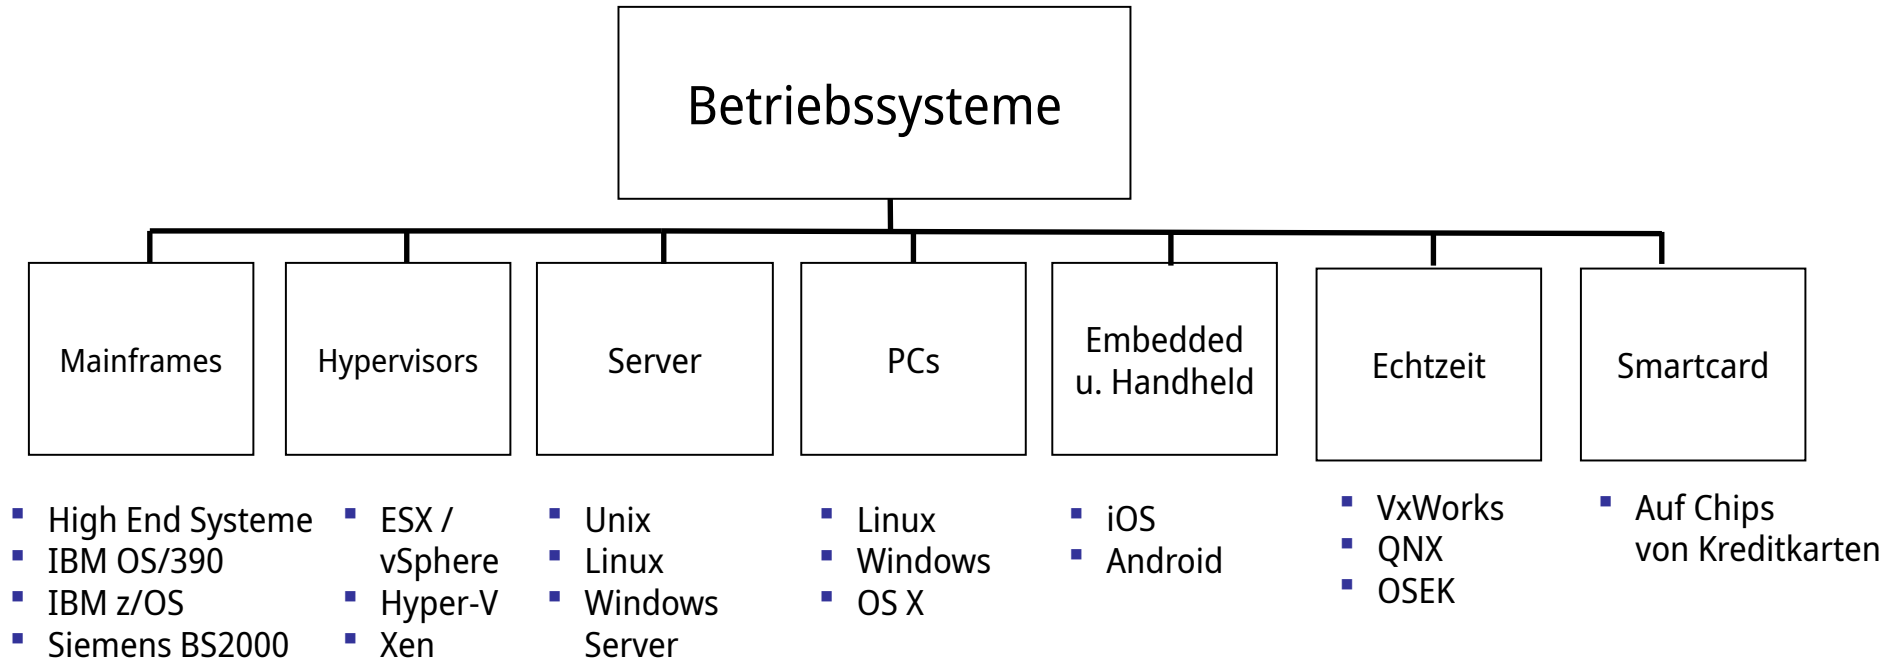 Betriebssysteme
Mainframes
Hypervisors
Server
PCs
Embedded
u. Handheld
Echtzeit
Smartcard
High End Systeme
IBM OS/390
IBM z/OS
Siemens BS2000
ESX /
vSphere
Hyper-V
Xen
Unix
Linux
Windows
Server
Linux
Windows
OS X
iOS
Android
VxWorks
QNX
OSEK
Auf Chips
von Kreditkarten